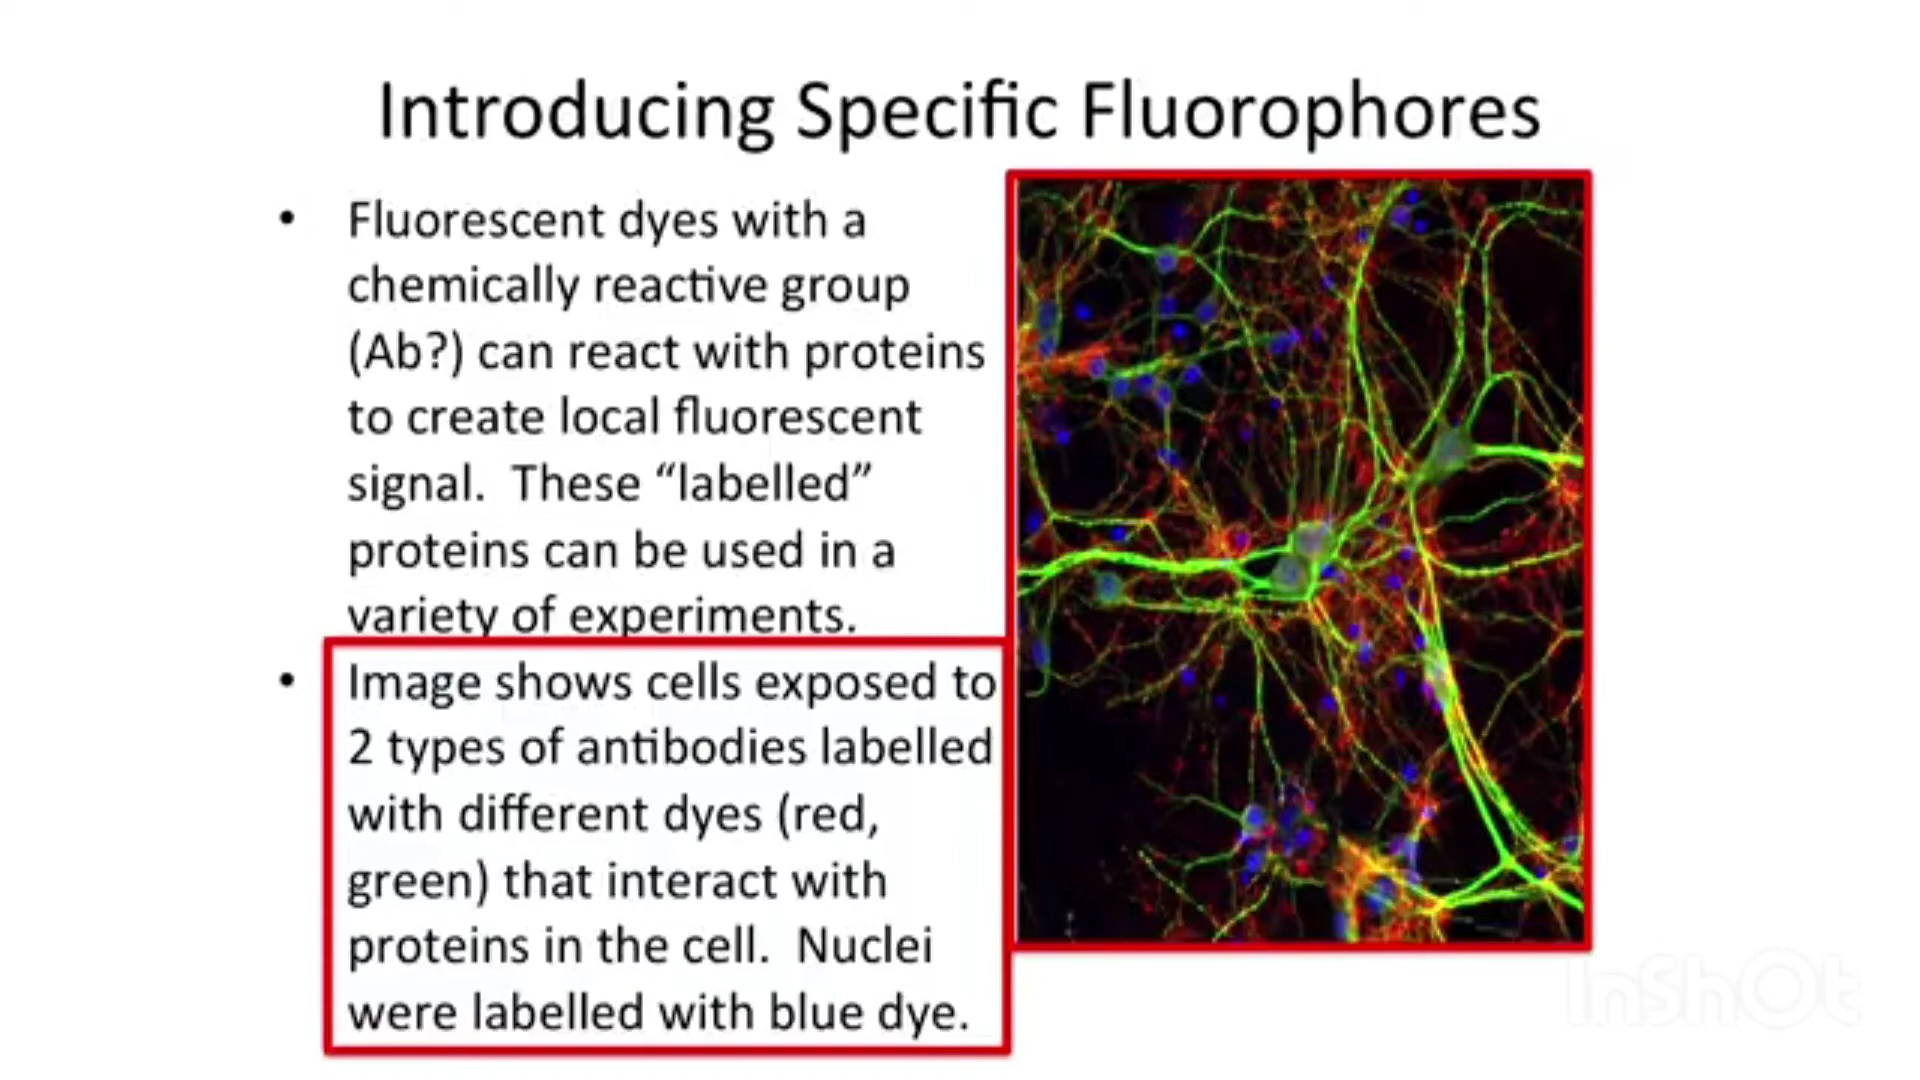 Introducing Specific Fluorophores
• Fluorescent dyes with a
chemically reactive group
(Ab?) can react with proteins
to create local fluorescent
signal.  These “labelled”
proteins can be used in a
variety of experiments.
• Image shows cells exposed to
2 types of antibodies labelled
with different dyes (red,
green) that interact with
proteins in the cell.  Nuclei
were labelled with blue dye.
InShOt